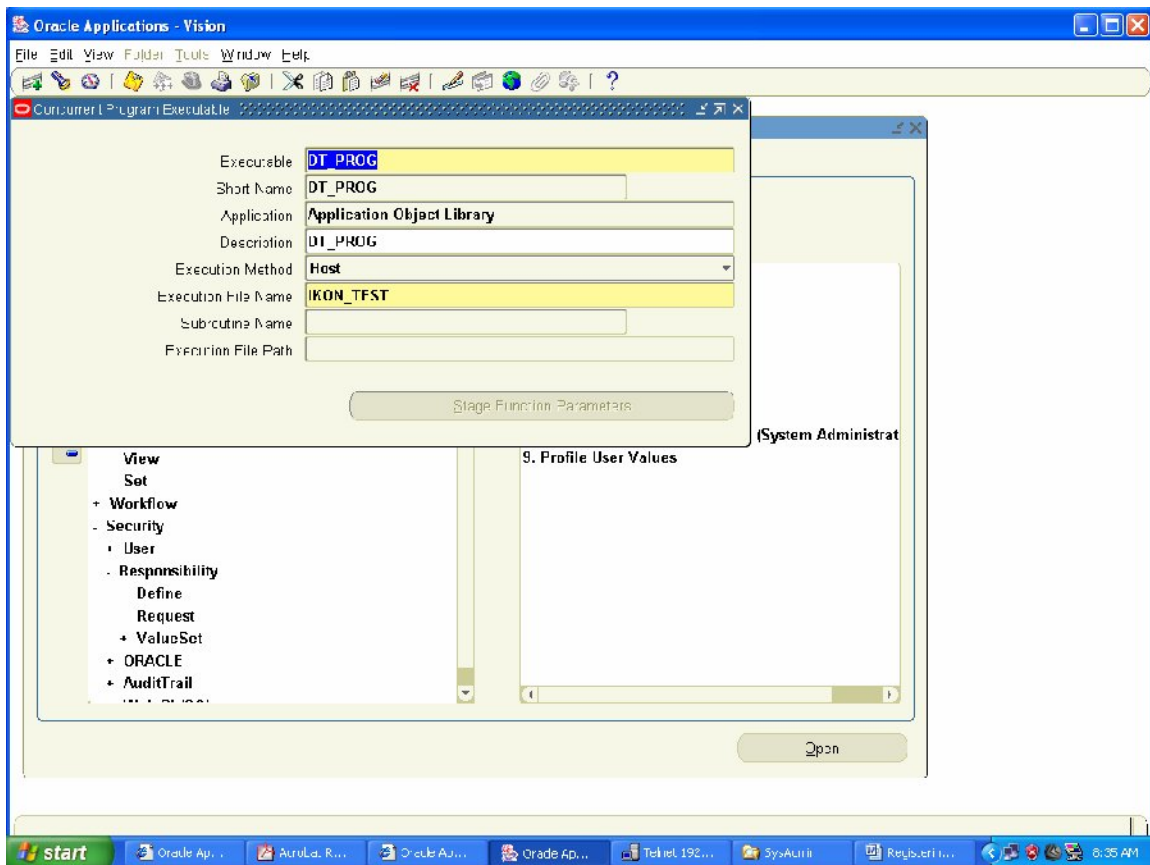 Oracle Applications - Vision
File Edit View Folder Tools Window Help
Concurrent Program Executable
Executable DT_PROG
Short Name DT_PROG
Application Application Object Library
Description DT_PROG
Execution Method Host
Execution File Name IKON_TEST
Subroutine Name
Execution File Path
Stage Function Parameters
(System Administrat
View
9. Profile User Values
Set
+ Workflow
- Security
+ User
- Responsibility
Define
Request
+ ValueSet
+ ORACLE
+ AuditTrail
Open
start Oracle Ap... Oracle Ap... Oracle Ap... Telnet 192.... SysAdmin 8:35 AM